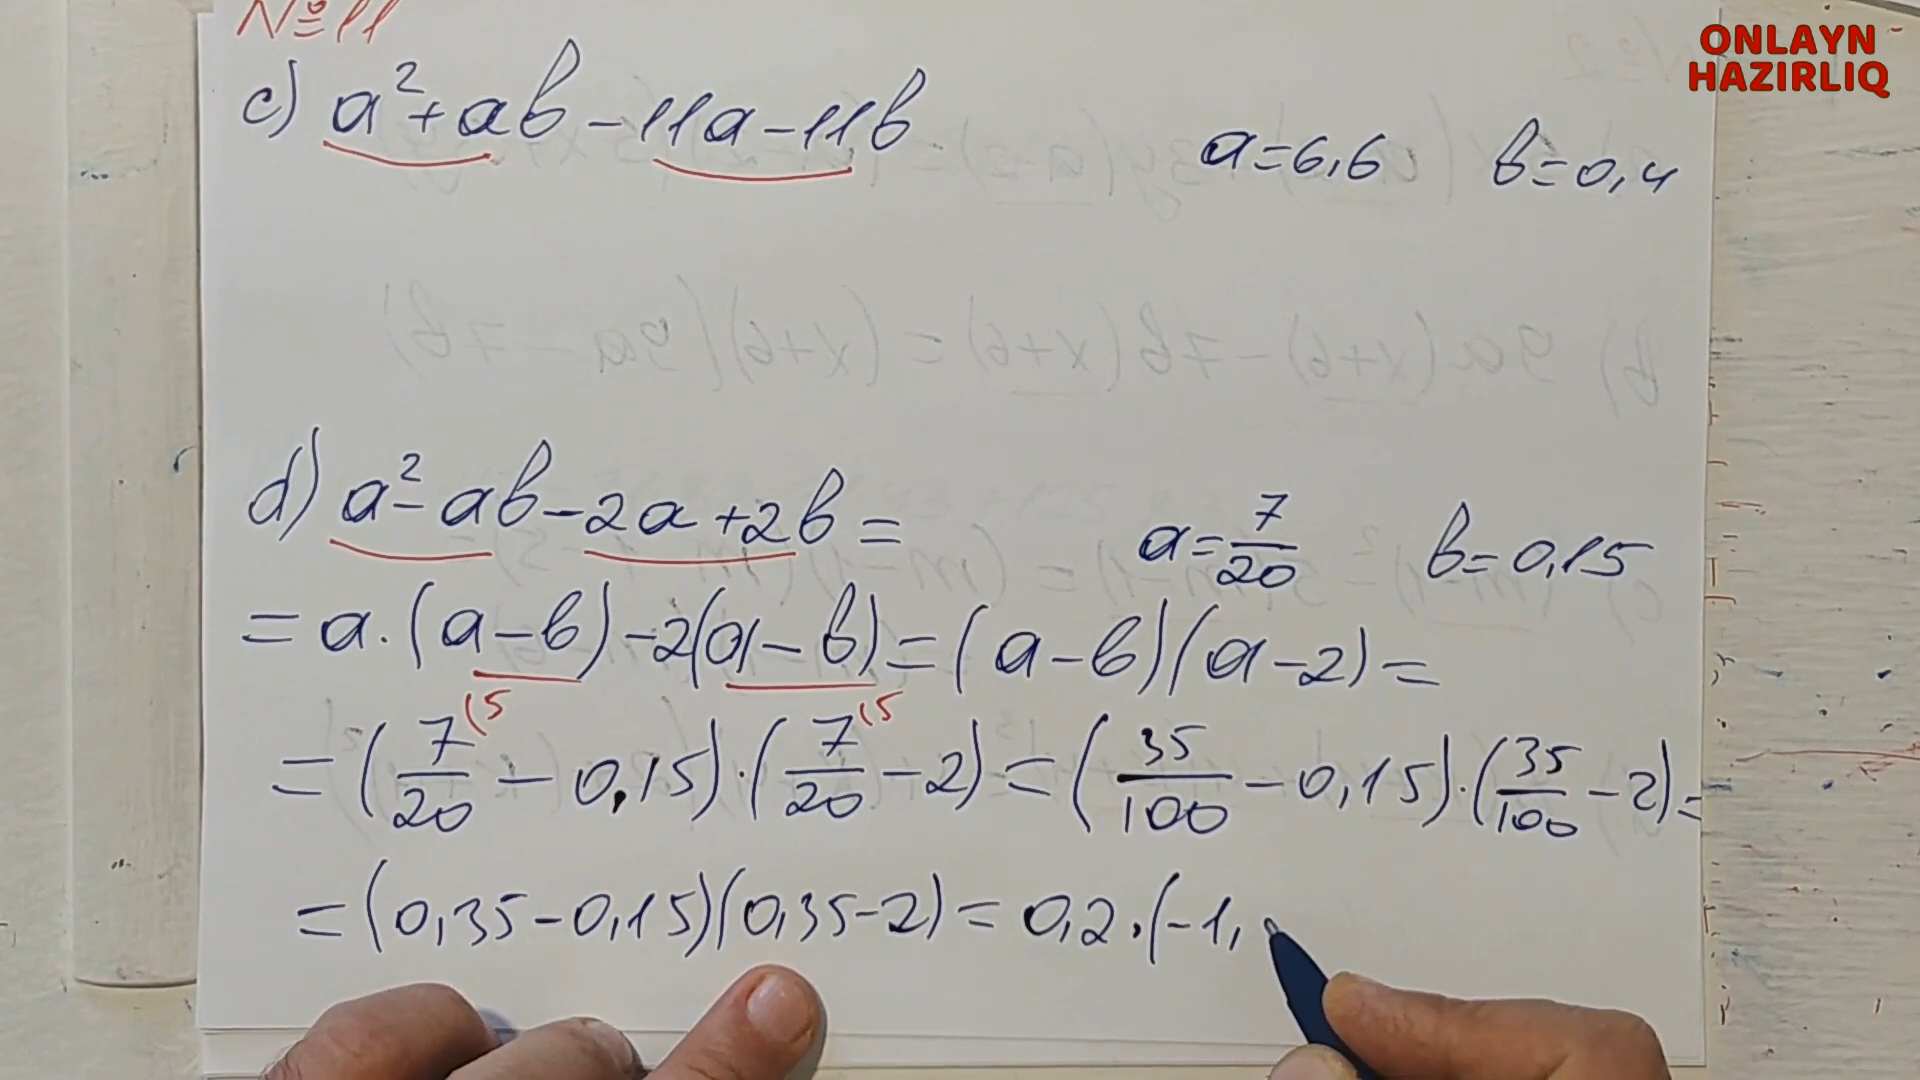 ONLAYN
HAZIRLIQ
№11
c) a²+ab-11a-11b a=6,6 b=0,4
d) a²-ab-2a+2b= a=7/20 b=0,15
=a·(a-b)-2(a-b)=(a-b)(a-2)=
(5 (5
=(7/20-0,15)·(7/20-2)=(35/100-0,15)·(35/100-2)=
=(0,35-0,15)(0,35-2)=0,2·(-1,